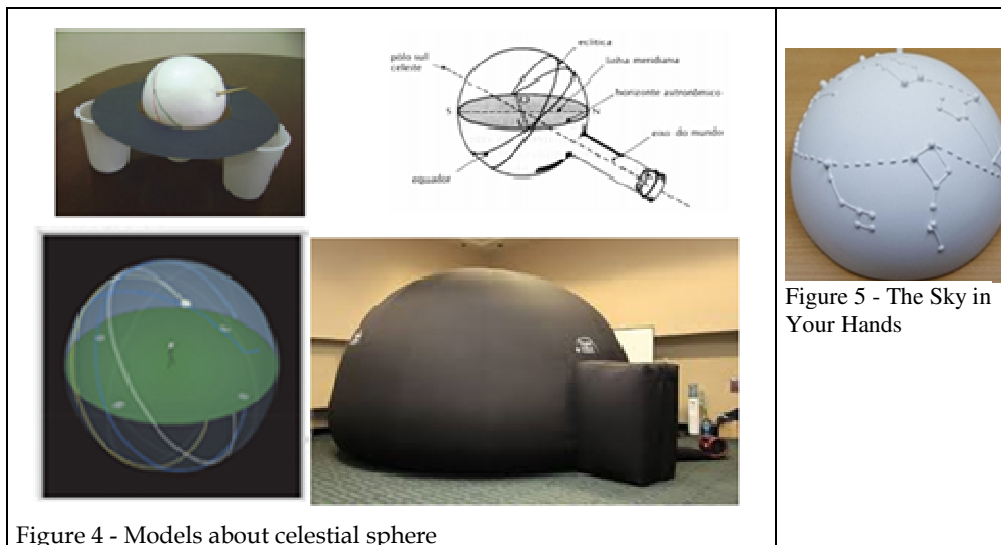 pólo sul
celeste
eclítica
linha meridiana
horizonte astronômico
eixo do mundo
equador
S
N
Figure 4 - Models about celestial sphere
Figure 5 - The Sky in
Your Hands